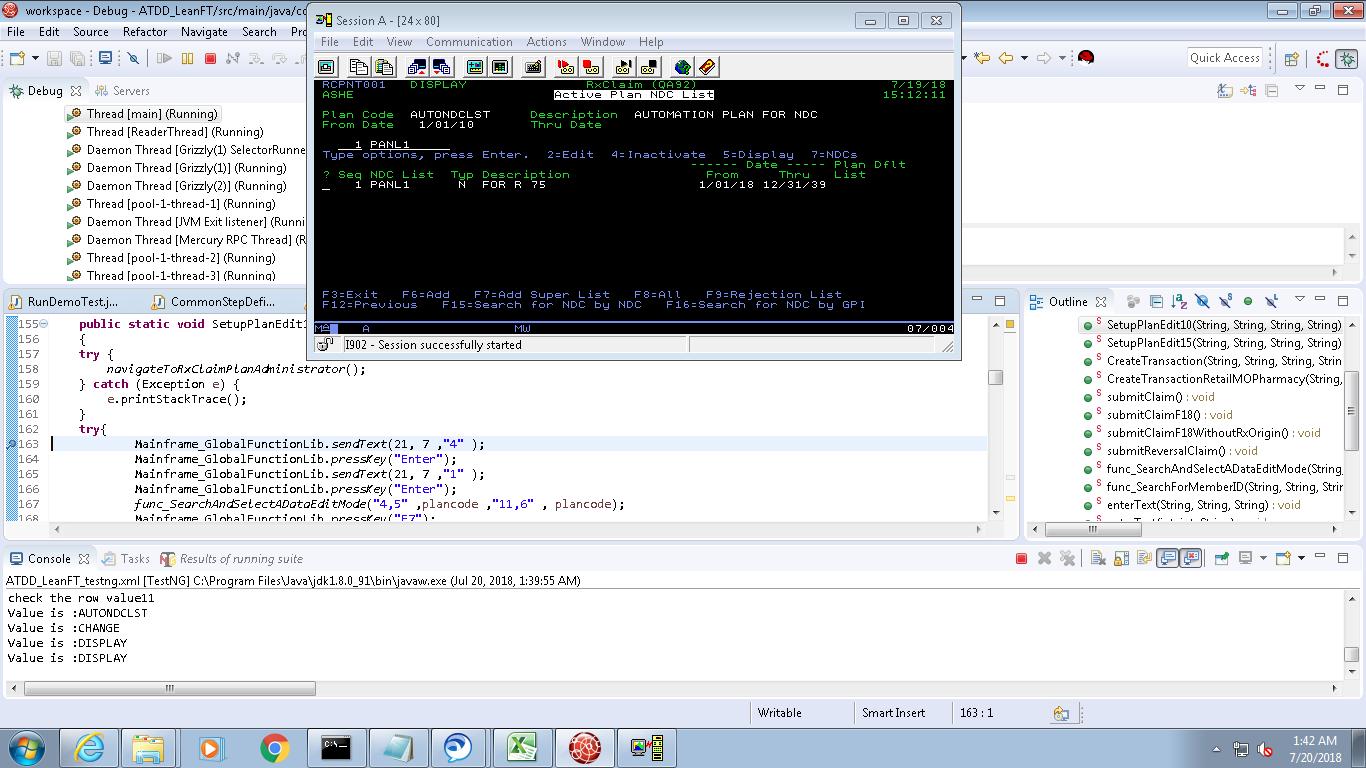 workspace - Debug - ATDD_LeanFT/src/main/java/co
File Edit Source Refactor Navigate Search Pro
Quick Access
Debug Servers
Thread [main] (Running)
Thread [ReaderThread] (Running)
Daemon Thread [Grizzly(1) SelectorRunne
Daemon Thread [Grizzly(1)] (Running)
Daemon Thread [Grizzly(2)] (Running)
Thread [pool-1-thread-1] (Running)
Daemon Thread [JVM Exit listener] (Runni
Daemon Thread [Mercury RPC Thread] (R
Thread [pool-1-thread-2] (Running)
Thread [pool-1-thread-3] (Running)
Session A - [24 x 80]
File Edit View Communication Actions Window Help
RCPNT001 DISPLAY RxClaim (QA92) 7/19/18
ASHE Active Plan NDC List 15:12:11
Plan Code AUTONDCLST Description AUTOMATION PLAN FOR NDC
From Date 1/01/10 Thru Date
1 PANL1
Type options, press Enter. 2=Edit 4=Inactivate 5=Display 7=NDCs
------ Date ----- Plan Dflt
? Seq NDC List Typ Description From Thru List
_ 1 PANL1 N FOR R 75 1/01/18 12/31/39
F3=Exit F6=Add F7=Add Super List F8=All F9=Rejection List
F12=Previous F15=Search for NDC by NDC F16=Search for NDC by GPI
MA A MW 07/004
I902 - Session successfully started
RunDemoTest.j... CommonStepDefi...
155 public static void SetupPlanEdit1
156 {
157 try {
158 navigateToRxClaimPlanAdministrator();
159 } catch (Exception e) {
160 e.printStackTrace();
161 }
162 try{
163 Mainframe_GlobalFunctionLib.sendText(21, 7 ,"4" );
164 Mainframe_GlobalFunctionLib.pressKey("Enter");
165 Mainframe_GlobalFunctionLib.sendText(21, 7 ,"1" );
166 Mainframe_GlobalFunctionLib.pressKey("Enter");
167 func_SearchAndSelectADataEditMode("4,5" ,plancode ,"11,6" , plancode);
168 Mainframe_GlobalFunctionLib.pressKey("F7");
Outline
SetupPlanEdit10(String, String, String, String)
SetupPlanEdit15(String, String, String, String)
CreateTransaction(String, String, String, Strin
CreateTransactionRetailMOPharmacy(String,
submitClaim() : void
submitClaimF18() : void
submitClaimF18WithoutRxOrigin() : void
submitReversalClaim() : void
func_SearchAndSelectADataEditMode(String
func_SearchForMemberID(String, String, Strir
enterText(String, String) : void
Console Tasks Results of running suite
ATDD_LeanFT_testng.xml [TestNG] C:\Program Files\Java\jdk1.8.0_91\bin\javaw.exe (Jul 20, 2018, 1:39:55 AM)
check the row value11
Value is :AUTONDCLST
Value is :CHANGE
Value is :DISPLAY
Value is :DISPLAY
Writable Smart Insert 163 : 1
1:42 AM
7/20/2018